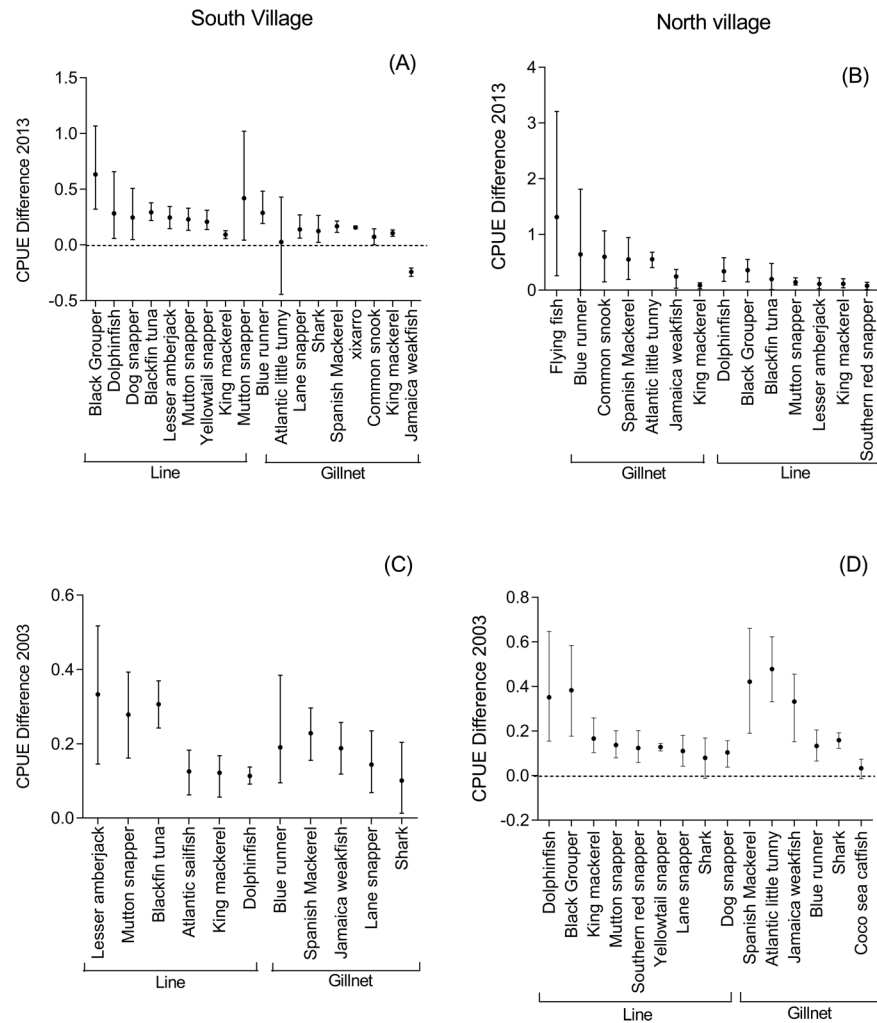 South Village
North village
(A)
CPUE Difference 2013
1.5
1.0
0.5
0.0
-0.5
Black Grouper
Dolphinfish
Dog snapper
Blackfin tuna
Lesser amberjack
Mutton snapper
Yellowtail snapper
King mackerel
Mutton snapper
Blue runner
Atlantic little tunny
Lane snapper
Shark
Spanish Mackerel
xixarro
Common snook
King mackerel
Jamaica weakfish
Line
Gillnet
(B)
CPUE Difference 2013
4
3
2
1
0
Flying fish
Blue runner
Common snook
Spanish Mackerel
Atlantic little tunny
Jamaica weakfish
King mackerel
Dolphinfish
Black Grouper
Blackfin tuna
Mutton snapper
Lesser amberjack
King mackerel
Southern red snapper
Gillnet
Line
(C)
CPUE Difference 2003
0.6
0.4
0.2
0.0
Lesser amberjack
Mutton snapper
Blackfin tuna
Atlantic sailfish
King mackerel
Dolphinfish
Blue runner
Spanish Mackerel
Jamaica weakfish
Lane snapper
Shark
Line
Gillnet
(D)
CPUE Difference 2003
0.8
0.6
0.4
0.2
0.0
-0.2
Dolphinfish
Black Grouper
King mackerel
Mutton snapper
Southern red snapper
Yellowtail snapper
Lane snapper
Shark
Dog snapper
Spanish Mackerel
Atlantic little tunny
Jamaica weakfish
Blue runner
Shark
Coco sea catfish
Line
Gillnet